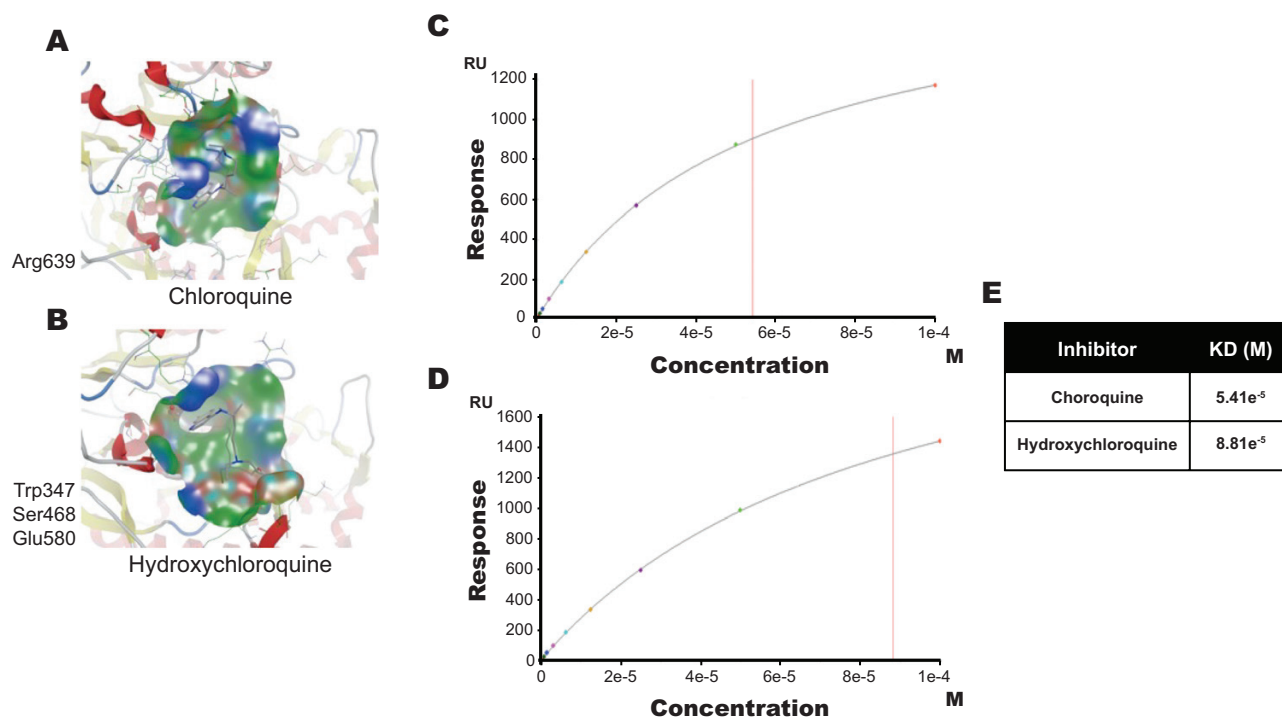 A
Arg639
Chloroquine
B
Trp347
Ser468
Glu580
Hydroxychloroquine
C
RU
1200
1000
800
600
400
200
0
Response
0
2e-5
4e-5
6e-5
8e-5
1e-4
Concentration
M
D
RU
1600
1400
1200
1000
800
600
400
200
0
Response
0
2e-5
4e-5
6e-5
8e-5
1e-4
Concentration
M
E
Inhibitor KD (M)
Choroquine 5.41e-5
Hydroxychloroquine 8.81e-5